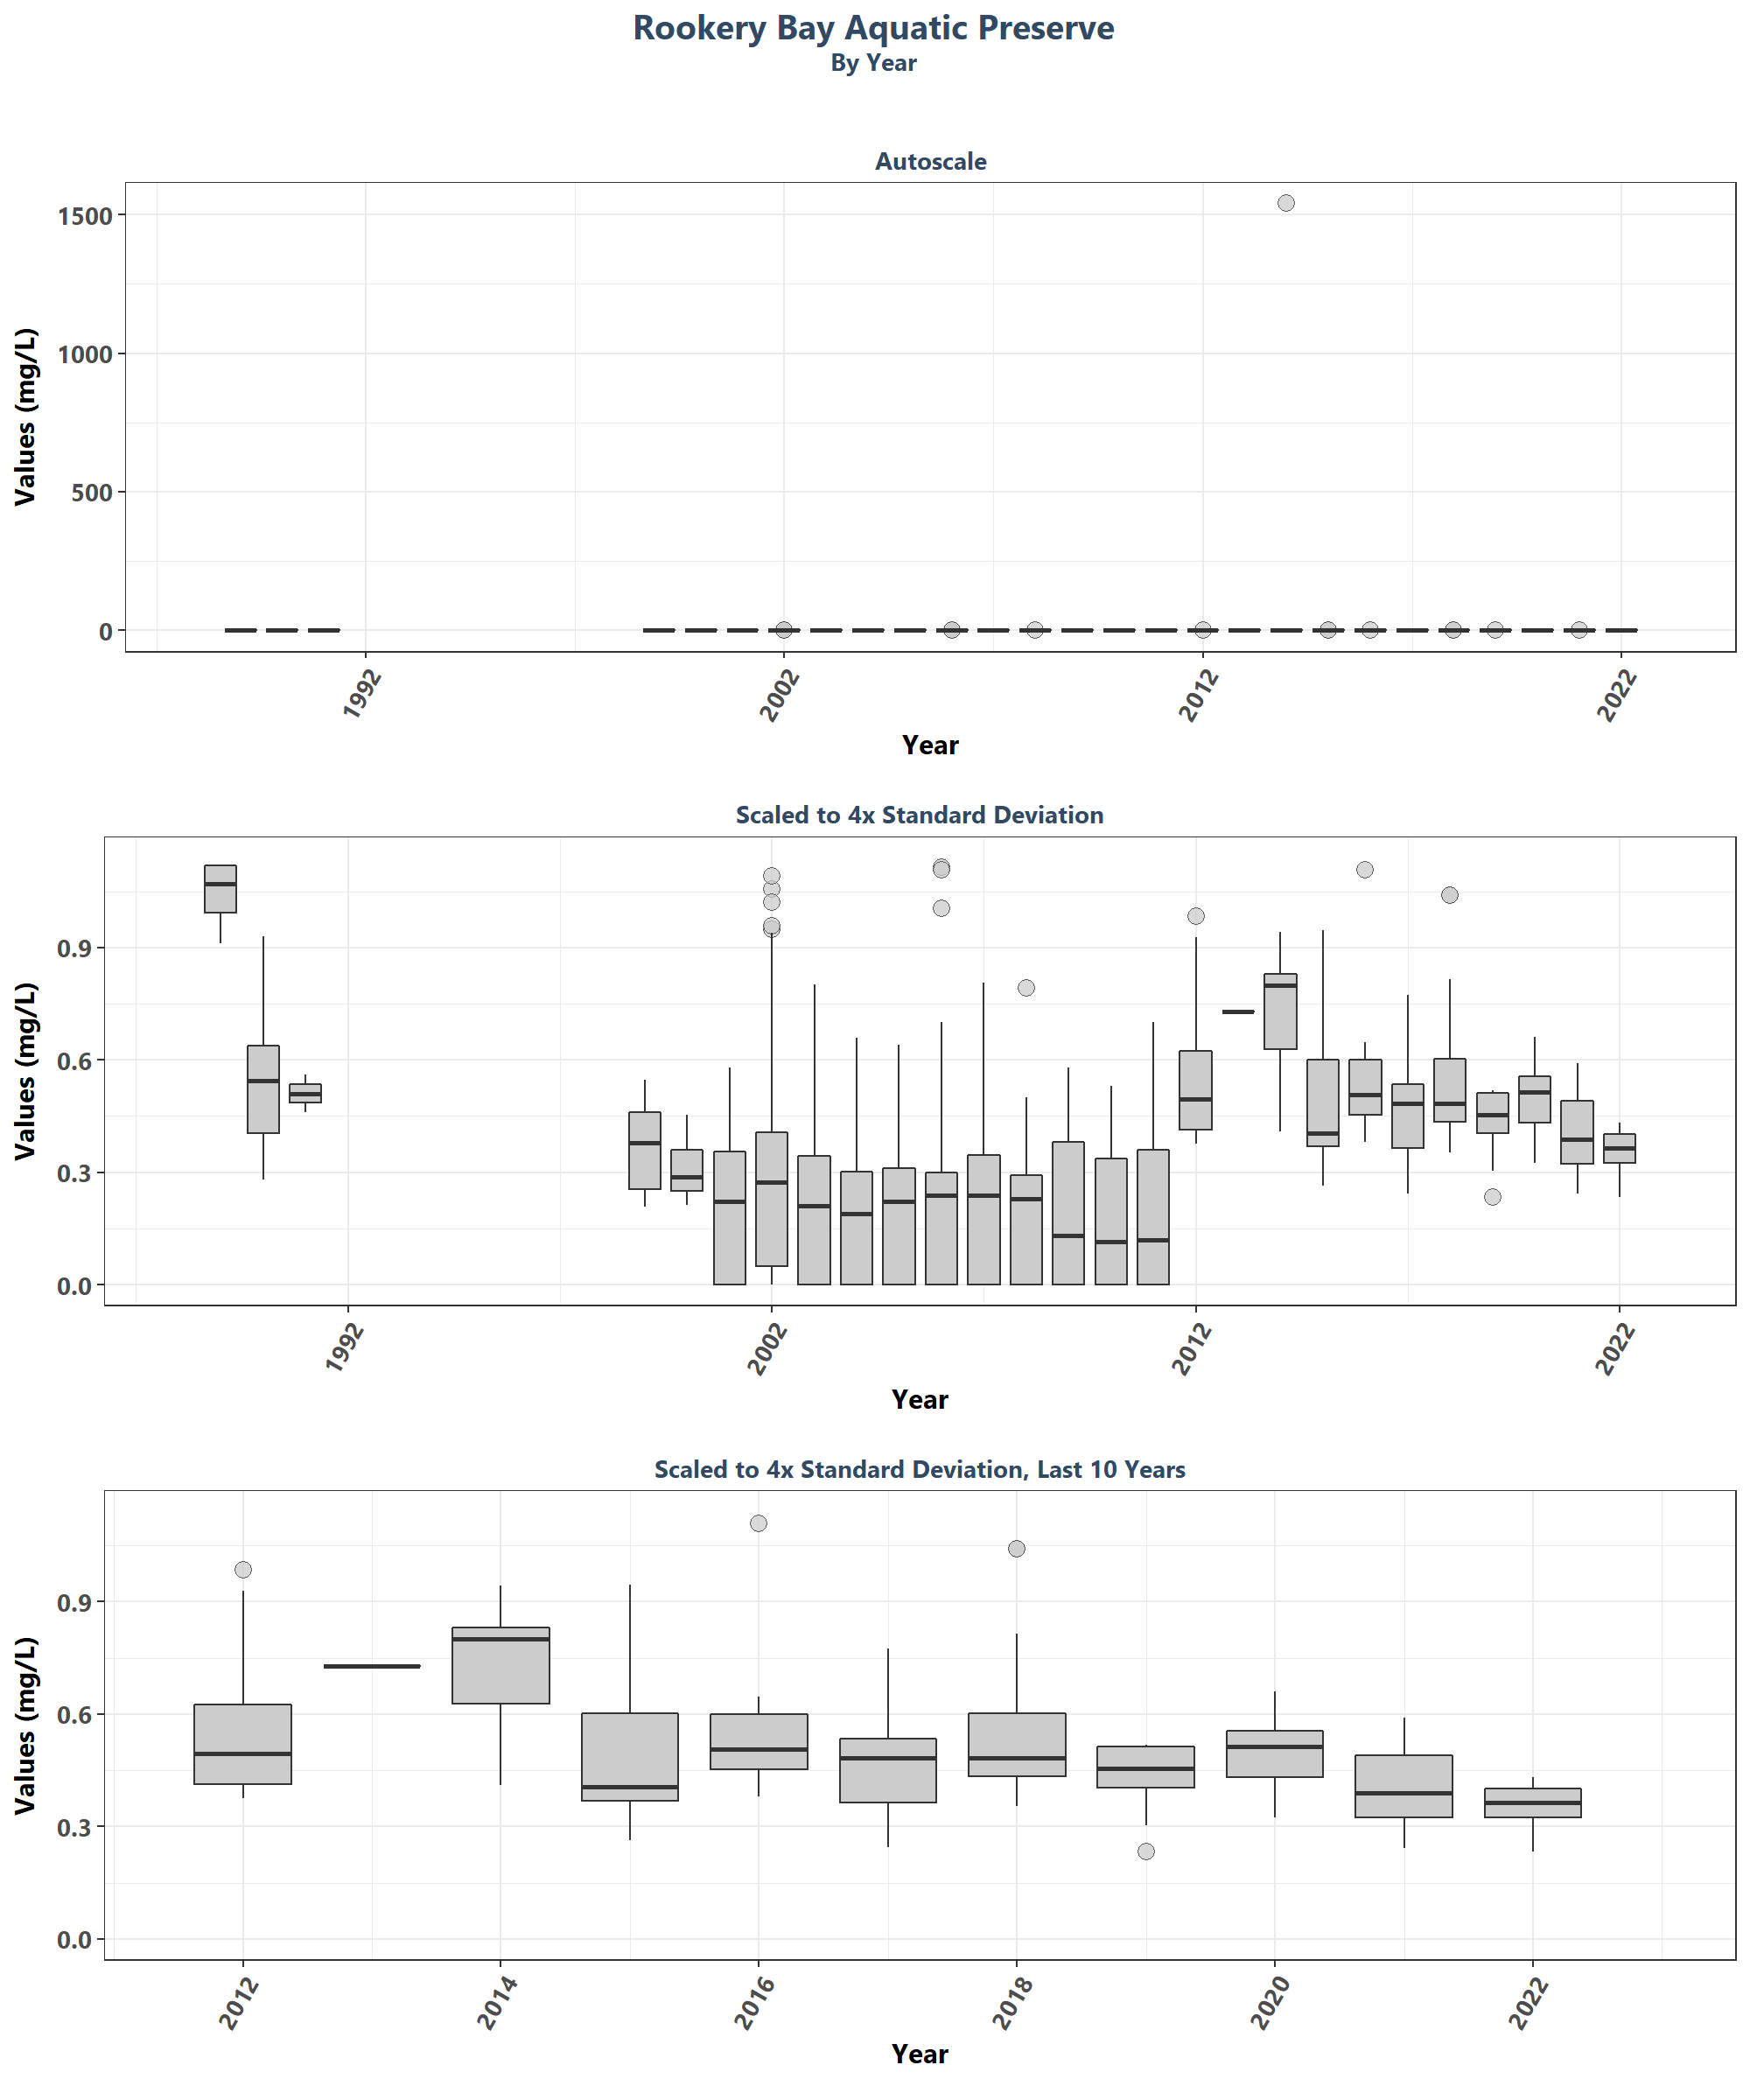 Rookery Bay Aquatic Preserve
By Year
Autoscale
Values (mg/L)
1500
1000
500
0
1992
2002
2012
2022
Year
Scaled to 4x Standard Deviation
Values (mg/L)
0.9
0.6
0.3
0.0
1992
2002
2012
2022
Year
Scaled to 4x Standard Deviation, Last 10 Years
Values (mg/L)
0.9
0.6
0.3
0.0
2012
2014
2016
2018
2020
2022
Year